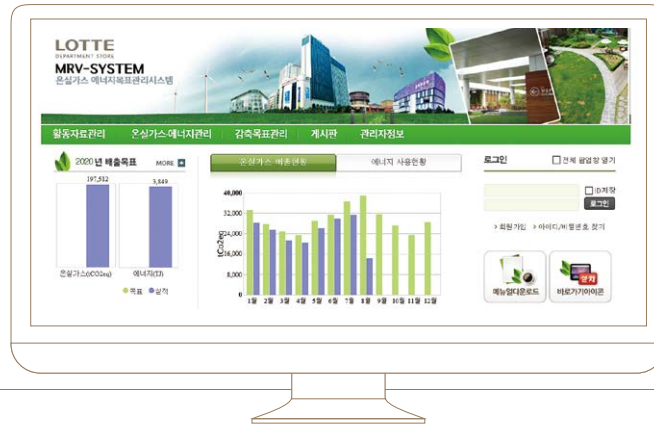 LOTTE
DEPARTMENT STORE
MRV-SYSTEM
온실가스 에너지목표관리시스템
활동자료관리 온실가스·에너지관리 감축목표관리 게시판 관리자정보
2020년 배출목표 MORE
197,512 3,849
온실가스(tCO2eq) 에너지(TJ)
목표 실적
온실가스 배출현황 에너지 사용현황
tCo2eq
40,000
32,000
24,000
16,000
8,000
0
1월 2월 3월 4월 5월 6월 7월 8월 9월 10월 11월 12월
로그인 전체 팝업창 열기
ID저장
로그인
회원가입 아이디/비밀번호 찾기
메뉴얼다운로드 설치
바로가기아이콘